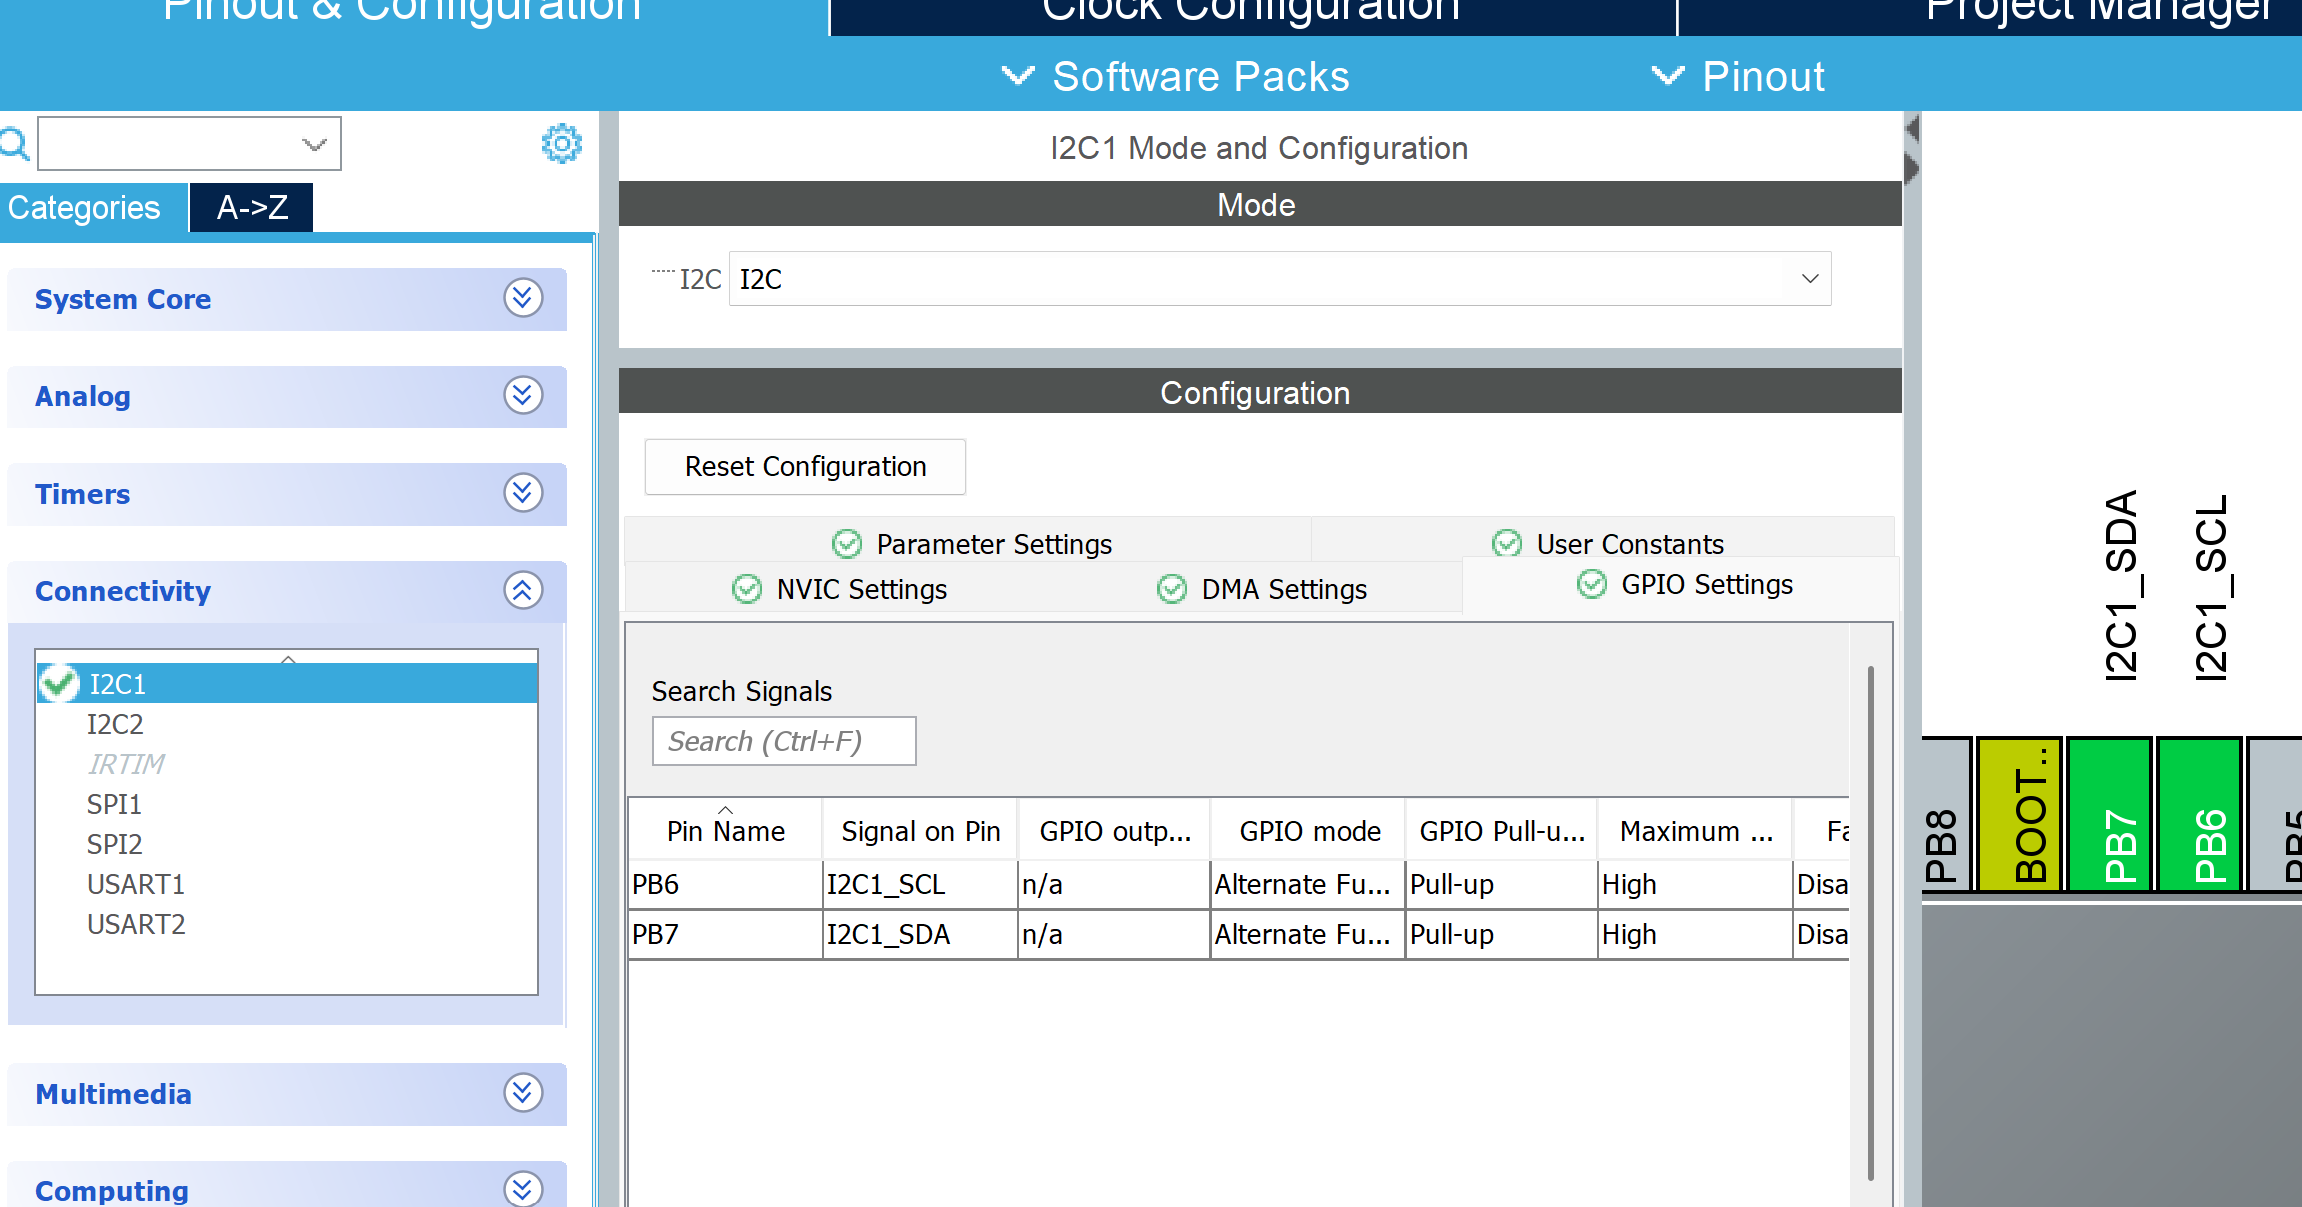 Pinout & Configuration
Clock Configuration
Project Manager
Software Packs
Pinout
Categories
A->Z
System Core
Analog
Timers
Connectivity
I2C1
I2C2
IRTIM
SPI1
SPI2
USART1
USART2
Multimedia
Computing
I2C1 Mode and Configuration
Mode
I2C I2C
Configuration
Reset Configuration
Parameter Settings
User Constants
NVIC Settings
DMA Settings
GPIO Settings
Search Signals
Search (Ctrl+F)
Pin Name Signal on Pin GPIO outp... GPIO mode GPIO Pull-u... Maximum ... Fa
PB6 I2C1_SCL n/a Alternate Fu... Pull-up High Disa
PB7 I2C1_SDA n/a Alternate Fu... Pull-up High Disa
I2C1_SDA
I2C1_SCL
PB8
BOOT..
PB7
PB6
PB5